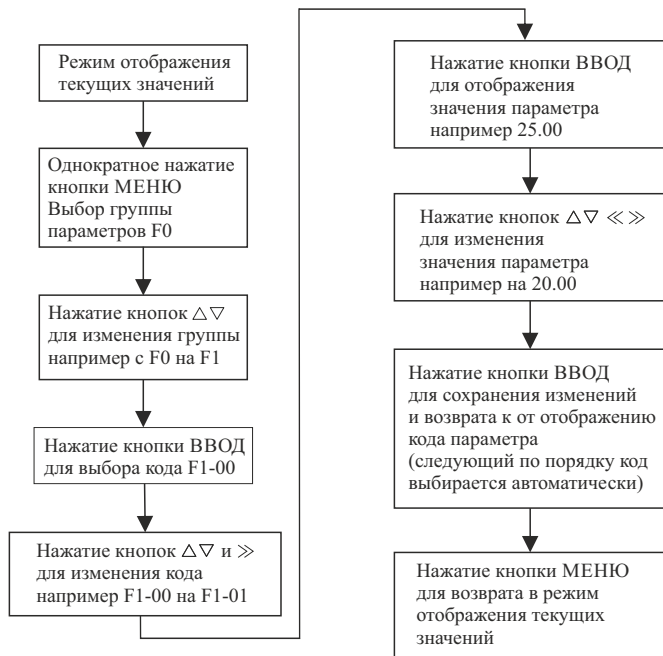 Режим отображения
текущих значений
Однократное нажатие
кнопки МЕНЮ
Выбор группы
параметров F0
Нажатие кнопок △▽
для изменения группы
например с F0 на F1
Нажатие кнопки ВВОД
для выбора кода F1-00
Нажатие кнопок △▽ и ≫
для изменения кода
например F1-00 на F1-01
Нажатие кнопки ВВОД
для отображения
значения параметра
например 25.00
Нажатие кнопок △▽ ≪ ≫
для изменения
значения параметра
например на 20.00
Нажатие кнопки ВВОД
для сохранения изменений
и возврата к от отображению
кода параметра
(следующий по порядку код
выбирается автоматически)
Нажатие кнопки МЕНЮ
для возврата в режим
отображения текущих
значений